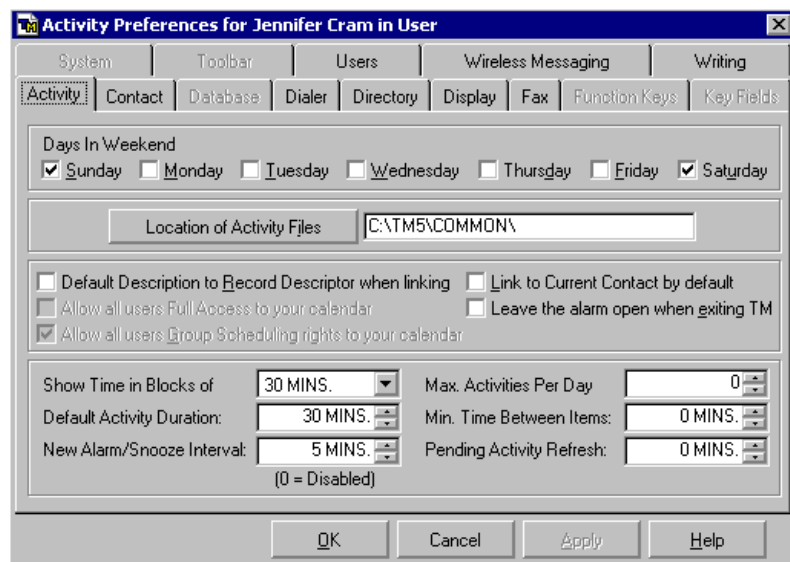 TM Activity Preferences for Jennifer Cram in User
System Toolbar Users Wireless Messaging Writing
Activity Contact Database Dialer Directory Display Fax Function Keys Key Fields
Days In Weekend
Sunday Monday Tuesday Wednesday Thursday Friday Saturday
Location of Activity Files C:\TM5\COMMON\
Default Description to Record Descriptor when linking Link to Current Contact by default
Allow all users Full Access to your calendar Leave the alarm open when exiting TM
Allow all users Group Scheduling rights to your calendar
Show Time in Blocks of 30 MINS. Max. Activities Per Day 0
Default Activity Duration: 30 MINS. Min. Time Between Items: 0 MINS.
New Alarm/Snooze Interval: 5 MINS. Pending Activity Refresh: 0 MINS.
(0 = Disabled)
OK Cancel Apply Help